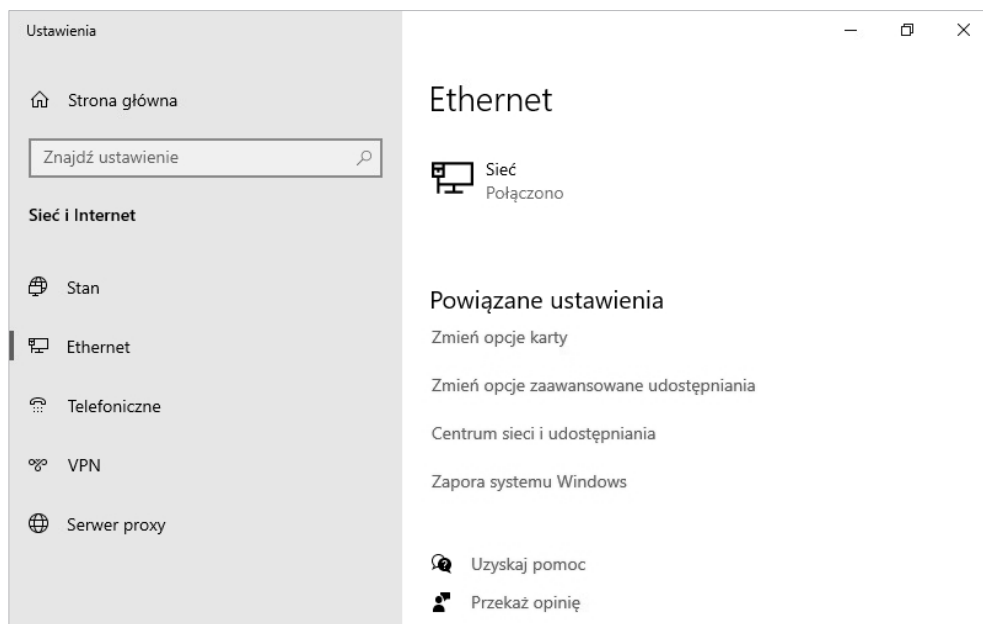 Ustawienia
Strona główna
Znajdź ustawienie
Sieć i Internet
Stan
Ethernet
Telefoniczne
VPN
Serwer proxy
Ethernet
Sieć
Połączono
Powiązane ustawienia
Zmień opcje karty
Zmień opcje zaawansowane udostępniania
Centrum sieci i udostępniania
Zapora systemu Windows
Uzyskaj pomoc
Przekaż opinię